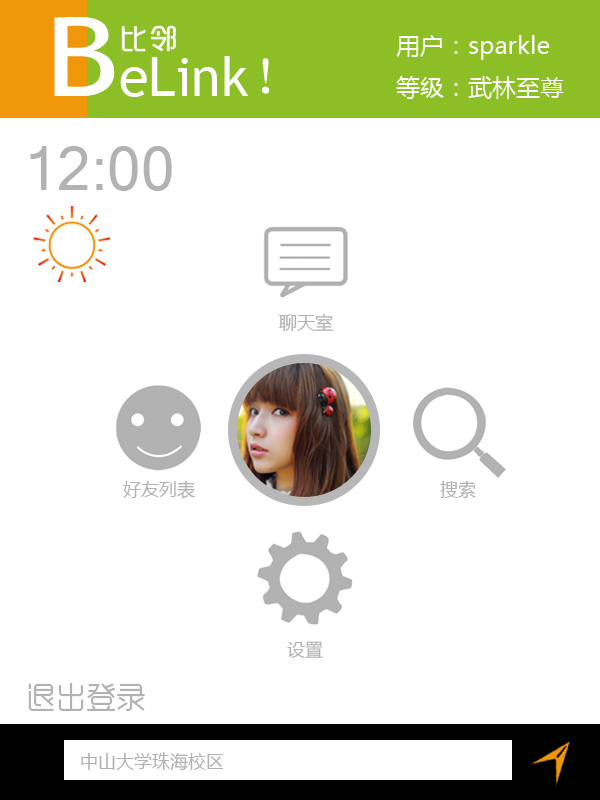 比邻
BeLink!
用户：sparkle
等级：武林至尊
12:00
聊天室
好友列表
搜索
设置
退出登录
中山大学珠海校区